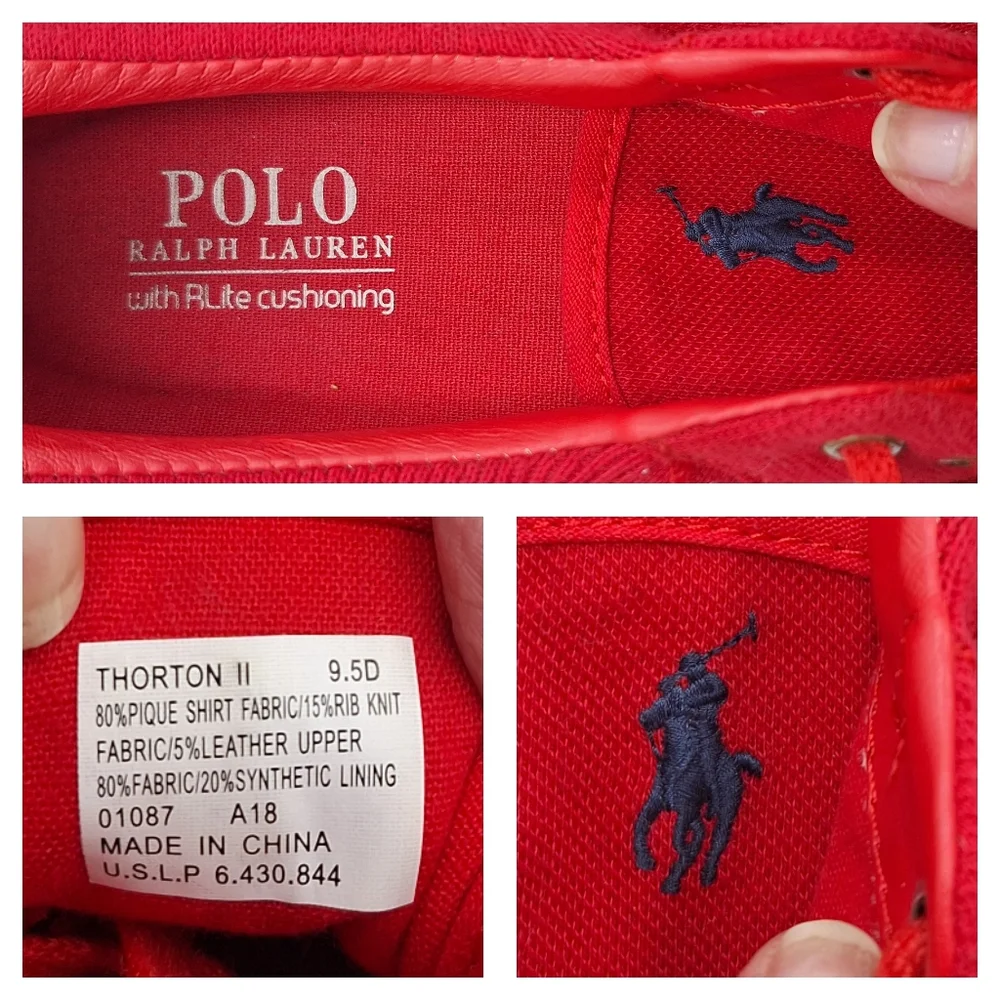 POLO
RALPH LAUREN
with RLite cushioning
THORTON II 9.5D
80%PIQUE SHIRT FABRIC/15%RIB KNIT
FABRIC/5%LEATHER UPPER
80%FABRIC/20%SYNTHETIC LINING
01087 A18
MADE IN CHINA
U.S.L.P 6.430.844